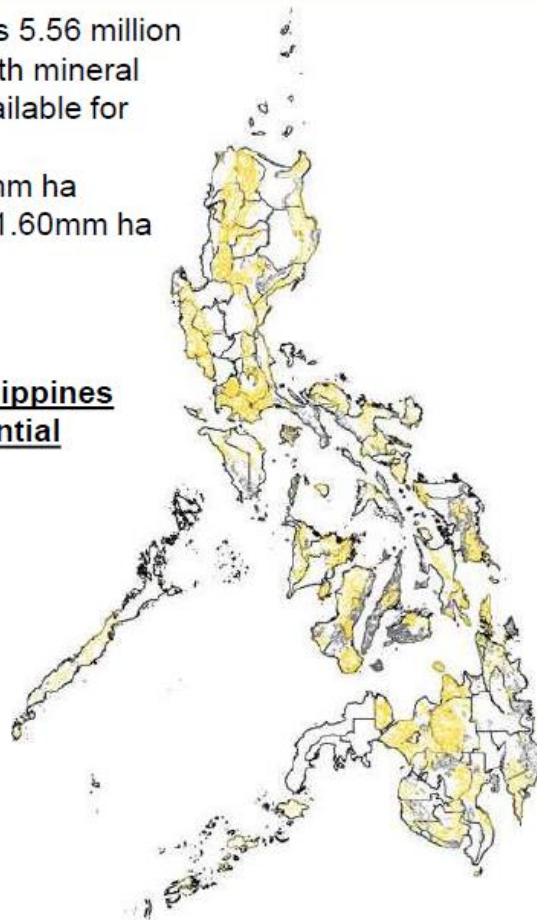 s 5.56 million
th mineral
ailable for
nm ha
1.60mm ha
ippines
ntial